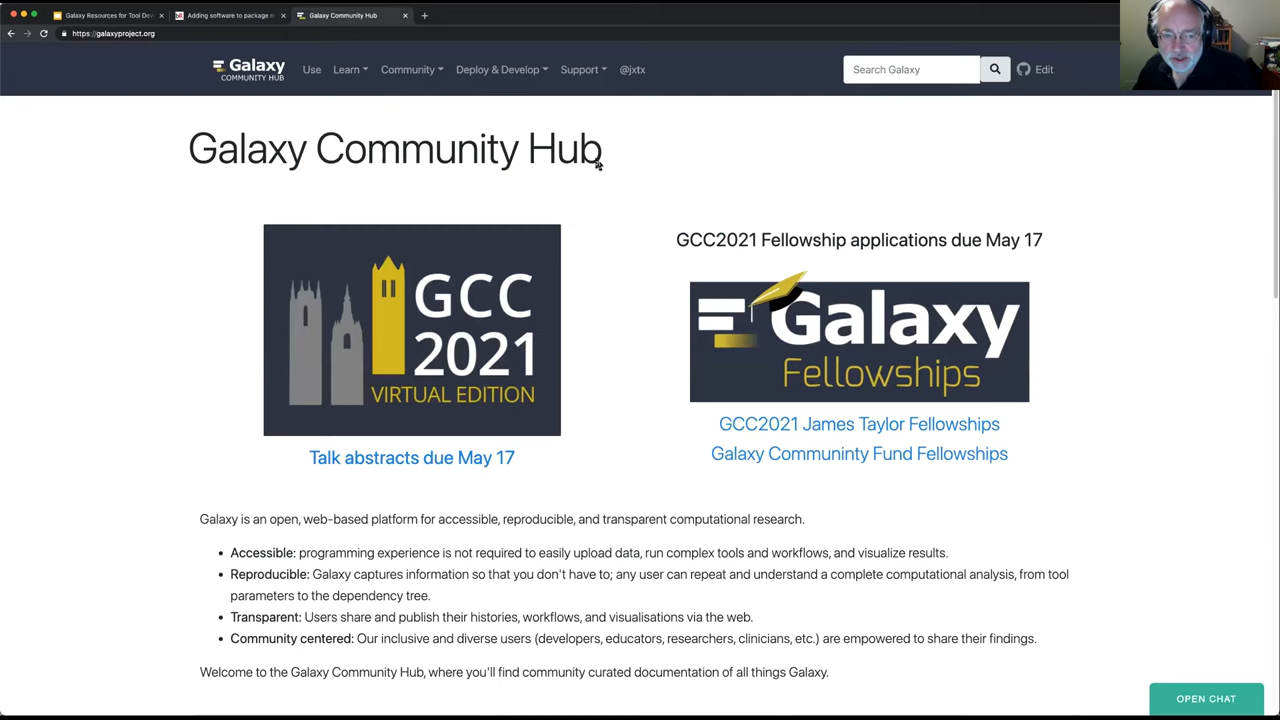 Galaxy Resources for Tool Dev
Adding software to package m
Galaxy Community Hub
https://galaxyproject.org
Galaxy
COMMUNITY HUB
Use
Learn
Community
Deploy & Develop
Support
@jxtx
Search Galaxy
Edit
Galaxy Community Hub
GCC
2021
VIRTUAL EDITION
Talk abstracts due May 17
GCC2021 Fellowship applications due May 17
Galaxy
Fellowships
GCC2021 James Taylor Fellowships
Galaxy Communinty Fund Fellowships
Galaxy is an open, web-based platform for accessible, reproducible, and transparent computational research.
• Accessible: programming experience is not required to easily upload data, run complex tools and workflows, and visualize results.
• Reproducible: Galaxy captures information so that you don't have to; any user can repeat and understand a complete computational analysis, from tool
parameters to the dependency tree.
• Transparent: Users share and publish their histories, workflows, and visualisations via the web.
• Community centered: Our inclusive and diverse users (developers, educators, researchers, clinicians, etc.) are empowered to share their findings.
Welcome to the Galaxy Community Hub, where you'll find community curated documentation of all things Galaxy.
OPEN CHAT